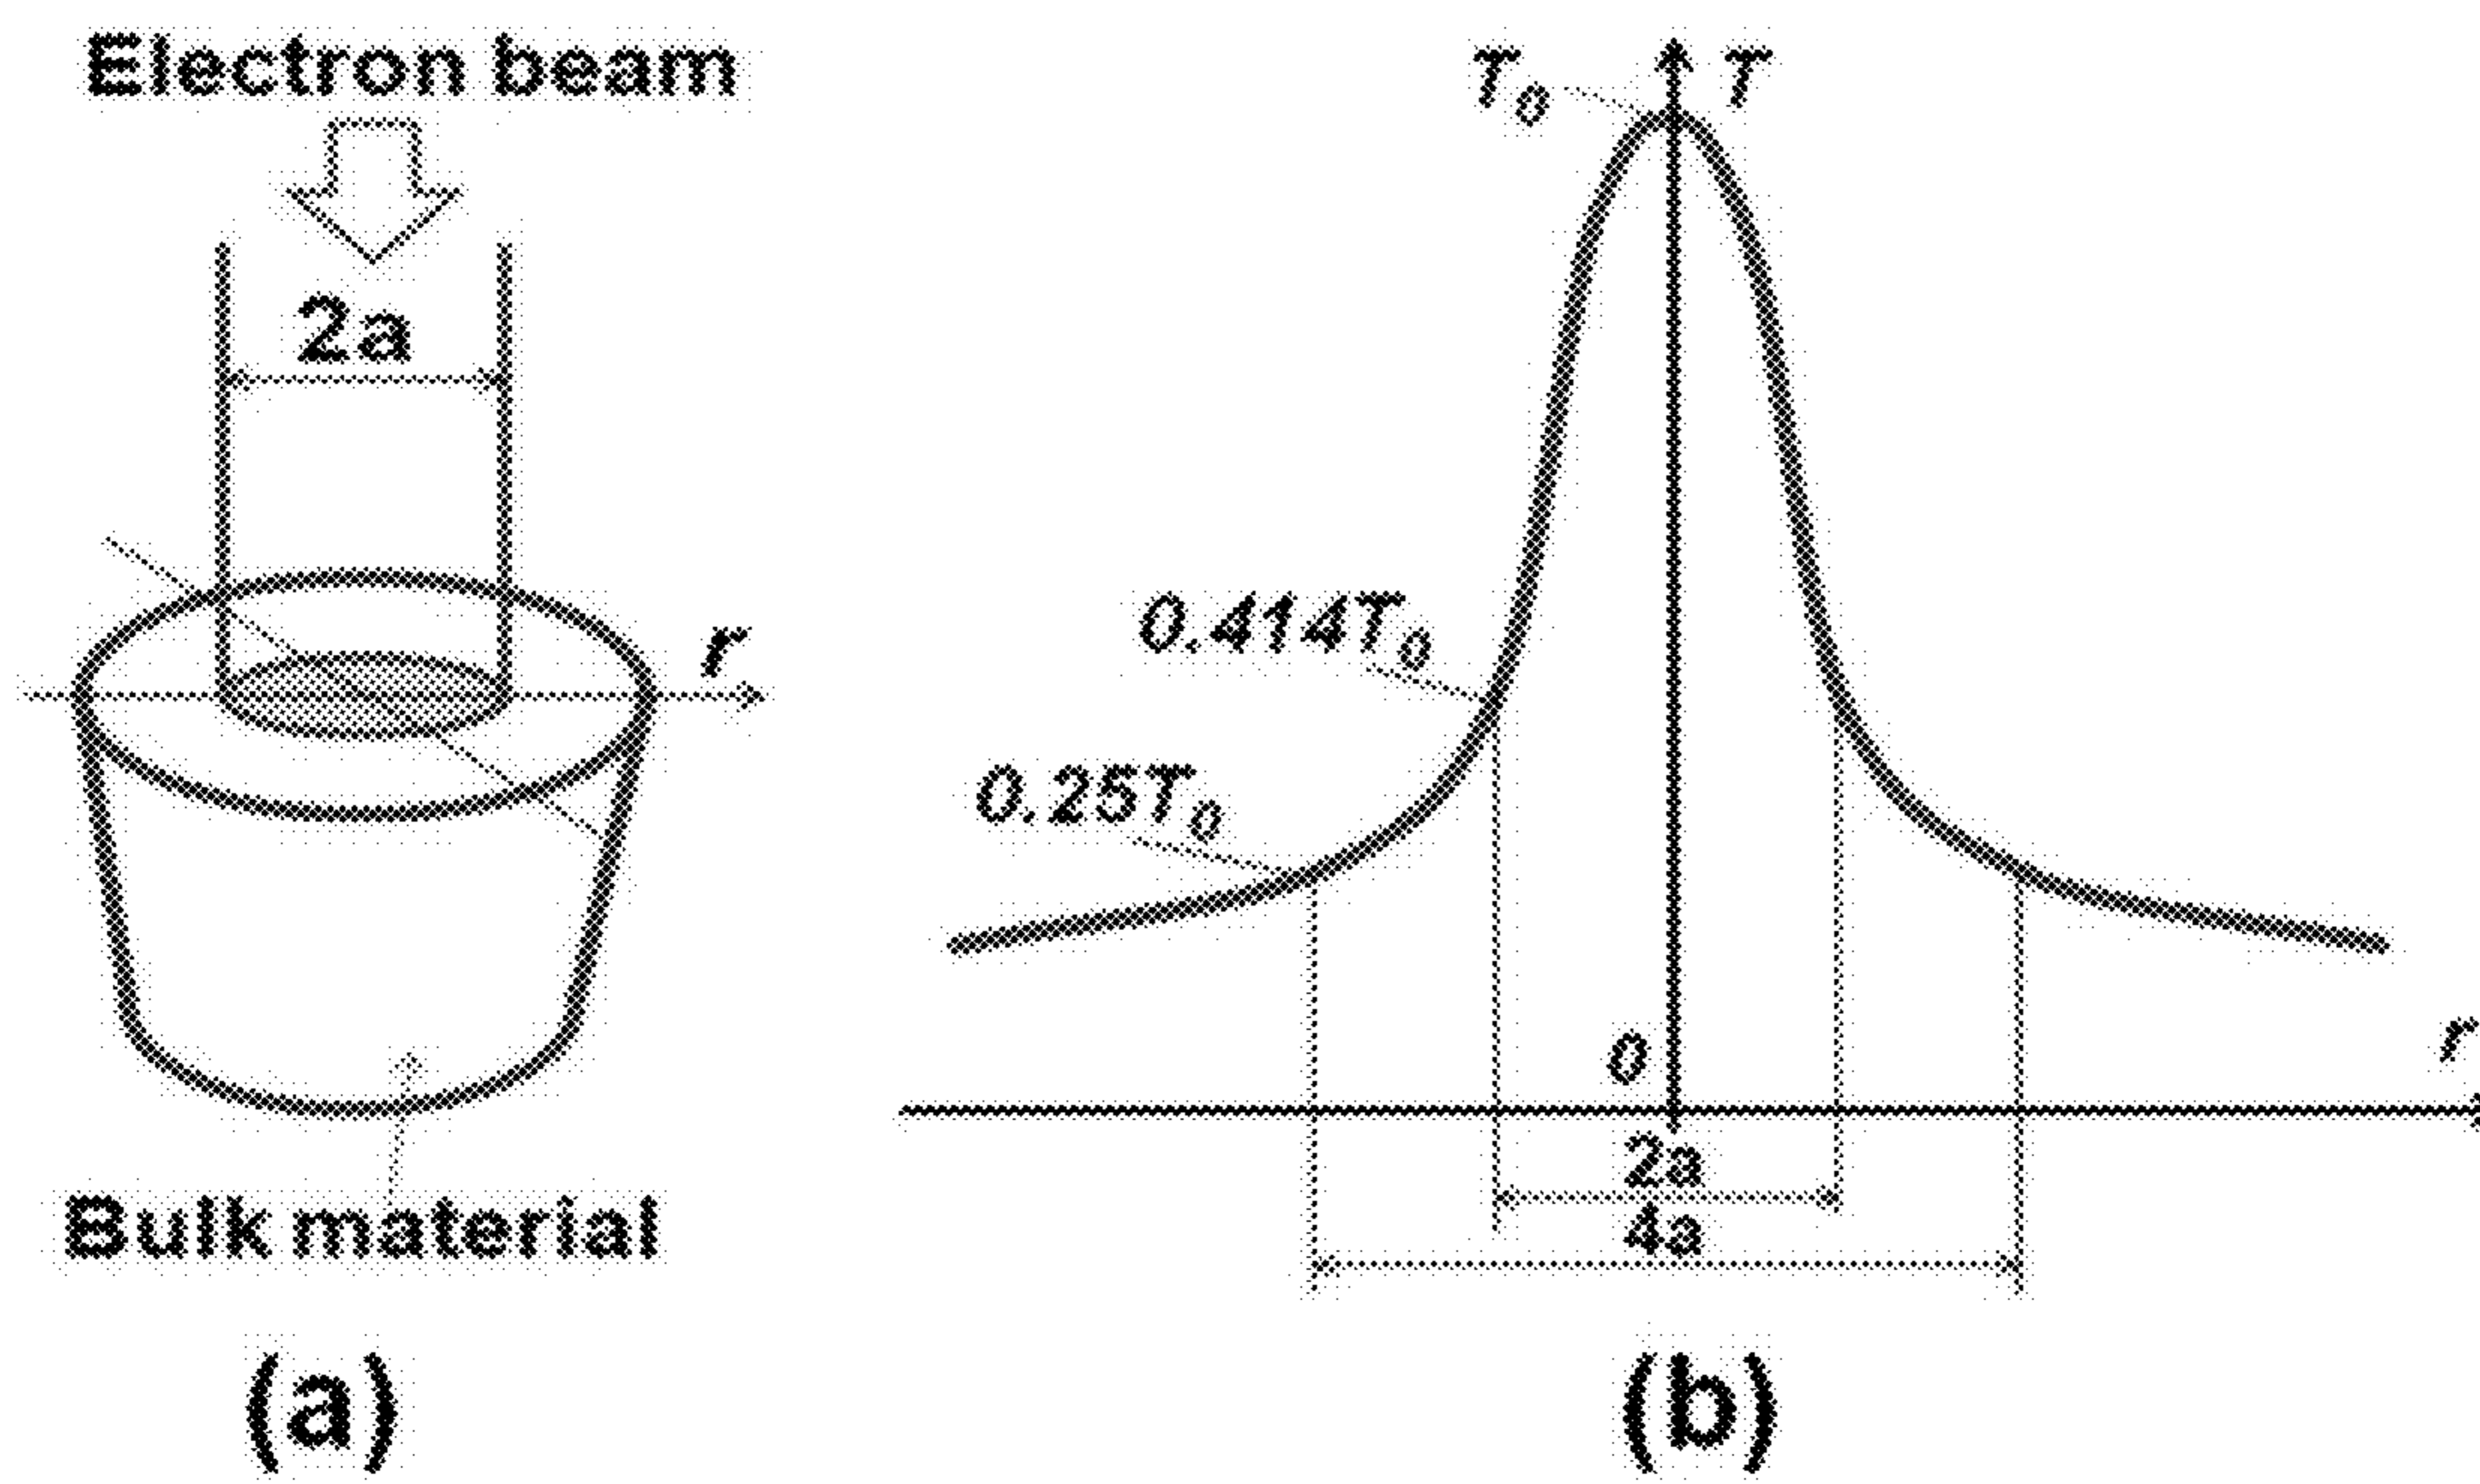 Electron beam
2a
r
Bulk material
(a)
T₀
T
0.414T₀
0.25T₀
0
r
2a
4a
(b)